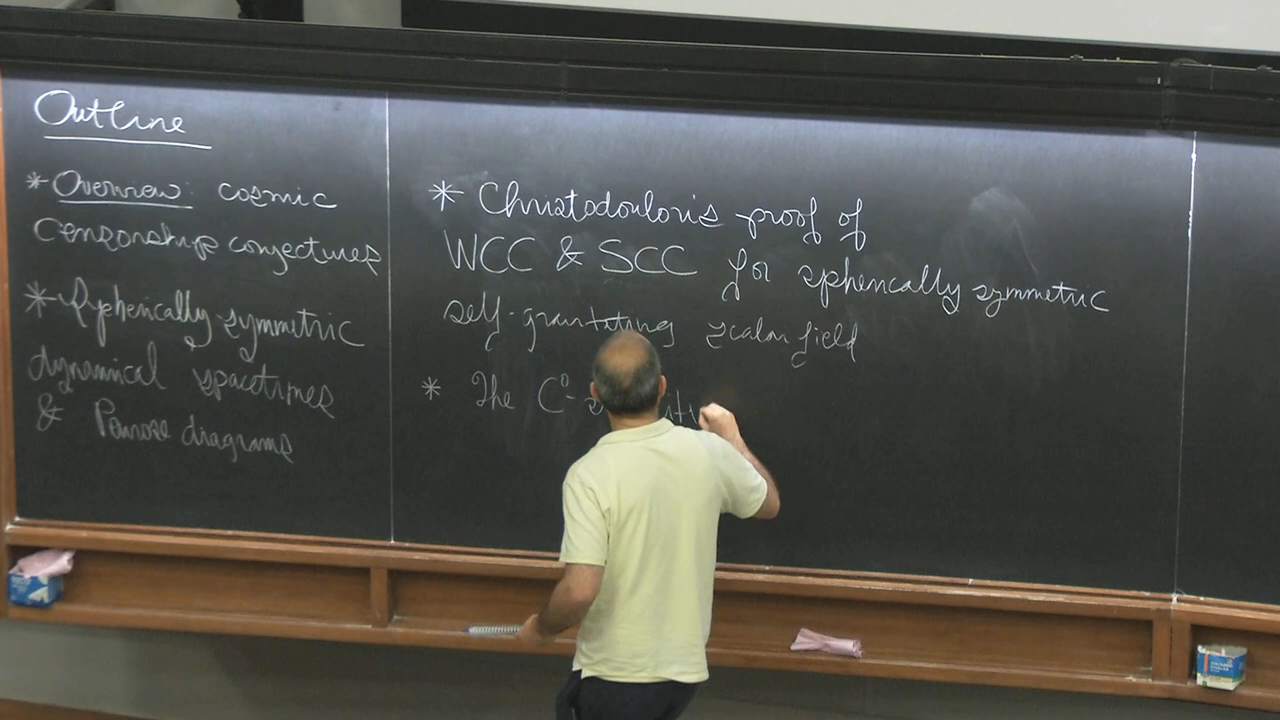 Outline
* Overview: cosmic
censorship conjectures
* Spherically symmetric
dynamical spacetimes
& Penrose diagrams
* Christodoulou's proof of
WCC & SCC for spherically symmetric
self-gravitating scalar field
* The C⁰-